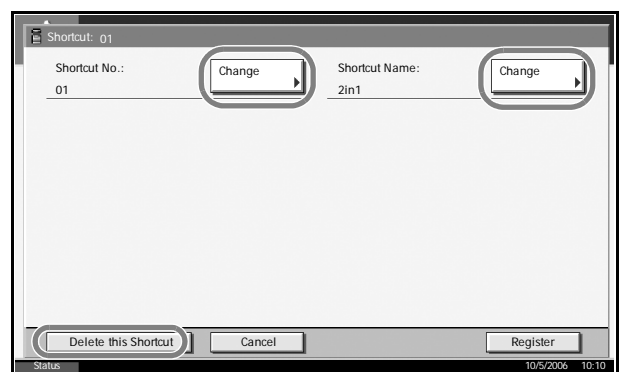 Shortcut: 01
Shortcut No.:
01
Change
Shortcut Name:
2in1
Change
Delete this Shortcut
Cancel
Register
Status
10/5/2006 10:10